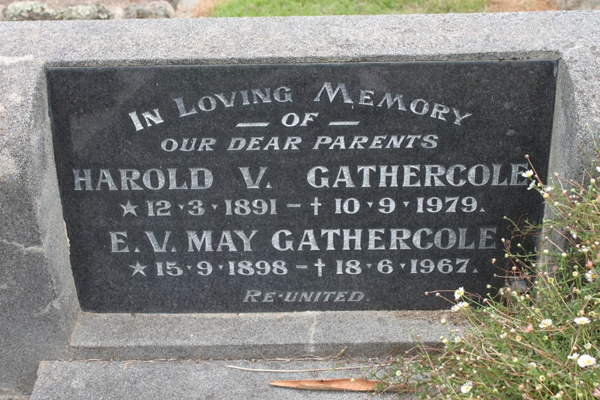 IN LOVING MEMORY
— OF —
OUR DEAR PARENTS
HAROLD V. GATHERCOLE
★ 12·3·1891 – † 10·9·1979.
E.V. MAY GATHERCOLE
★ 15·9·1898 – † 18·6·1967.
RE-UNITED.